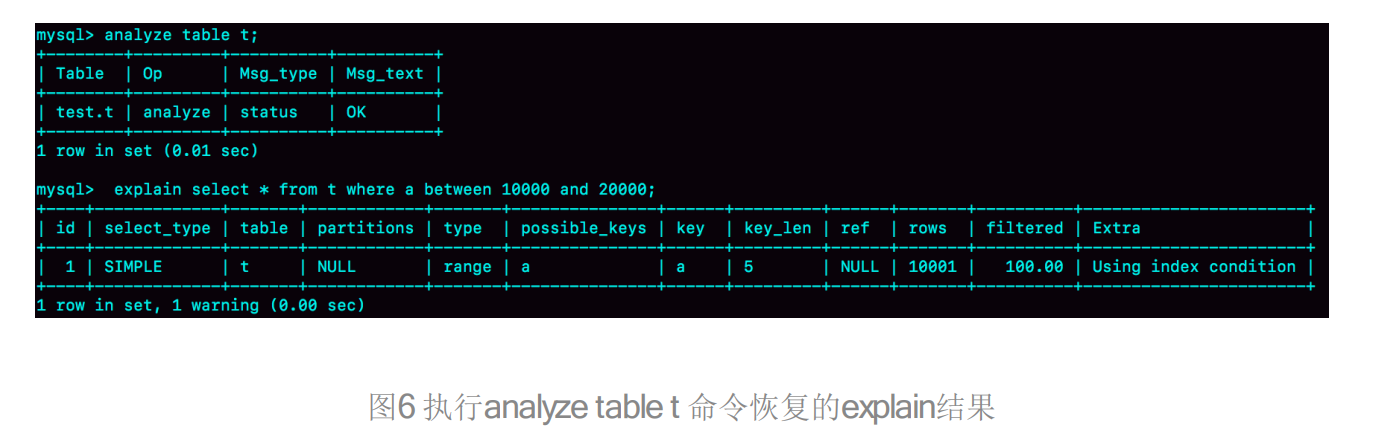 mysql> analyze table t;
+--------+---------+----------+----------+
| Table  | Op      | Msg_type | Msg_text |
+--------+---------+----------+----------+
| test.t | analyze | status   | OK       |
+--------+---------+----------+----------+
1 row in set (0.01 sec)
mysql>  explain select * from t where a between 10000 and 20000;
+----+-------------+-------+------------+-------+---------------+------+---------+------+-------+----------+-----------------------+
| id | select_type | table | partitions | type  | possible_keys | key  | key_len | ref  | rows  | filtered | Extra                 |
+----+-------------+-------+------------+-------+---------------+------+---------+------+-------+----------+-----------------------+
|  1 | SIMPLE      | t     | NULL       | range | a             | a    | 5       | NULL | 10001 |   100.00 | Using index condition |
+----+-------------+-------+------------+-------+---------------+------+---------+------+-------+----------+-----------------------+
1 row in set, 1 warning (0.00 sec)
图6 执行analyze table t 命令恢复的explain结果